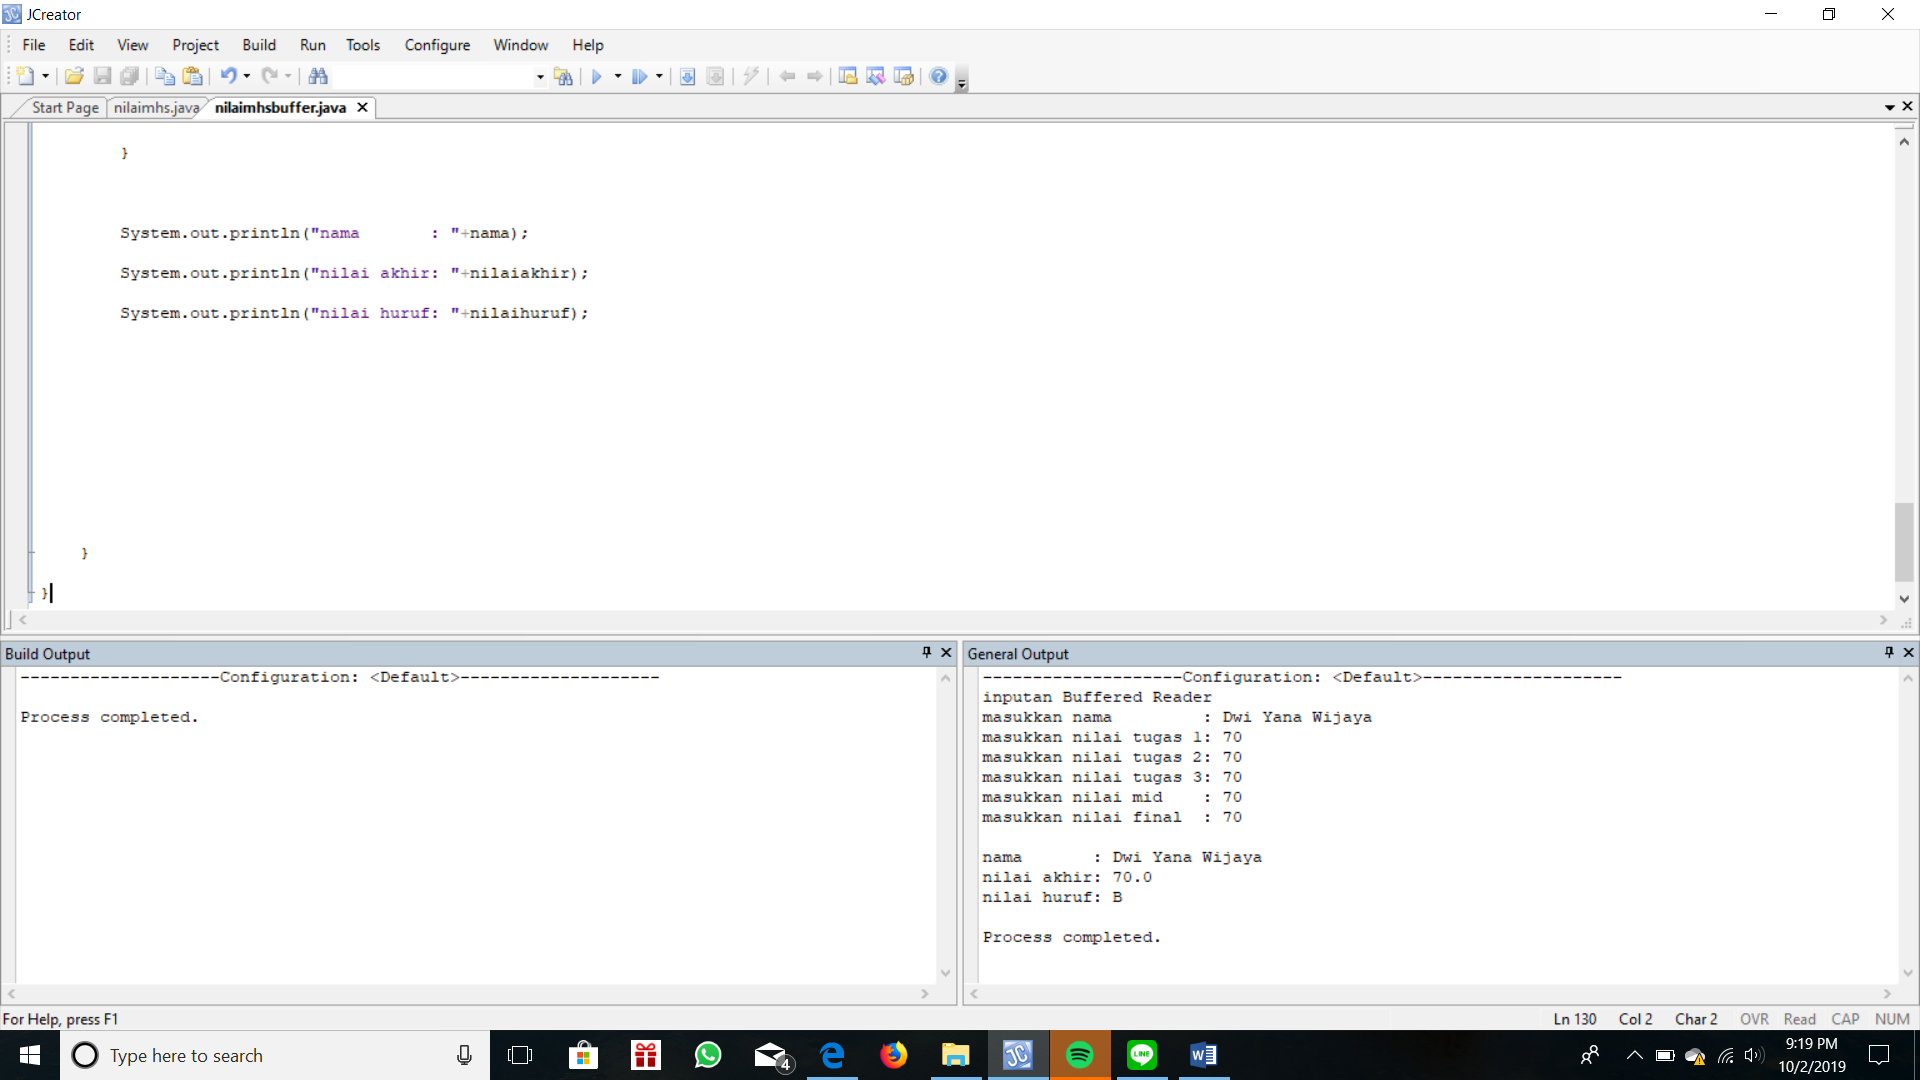 JCreator
File Edit View Project Build Run Tools Configure Window Help
Start Page nilaimhs.java nilaimhsbuffer.java
}
System.out.println("nama       : "+nama);
System.out.println("nilai akhir: "+nilaiakhir);
System.out.println("nilai huruf: "+nilaihuruf);
}
}
Build Output
--------------------Configuration: <Default>--------------------
Process completed.
General Output
--------------------Configuration: <Default>--------------------
inputan Buffered Reader
masukkan nama         : Dwi Yana Wijaya
masukkan nilai tugas 1: 70
masukkan nilai tugas 2: 70
masukkan nilai tugas 3: 70
masukkan nilai mid    : 70
masukkan nilai final  : 70
nama       : Dwi Yana Wijaya
nilai akhir: 70.0
nilai huruf: B
Process completed.
For Help, press F1
Ln 130 Col 2 Char 2 OVR Read CAP NUM
Type here to search
4
JC
LINE
9:19 PM
10/2/2019